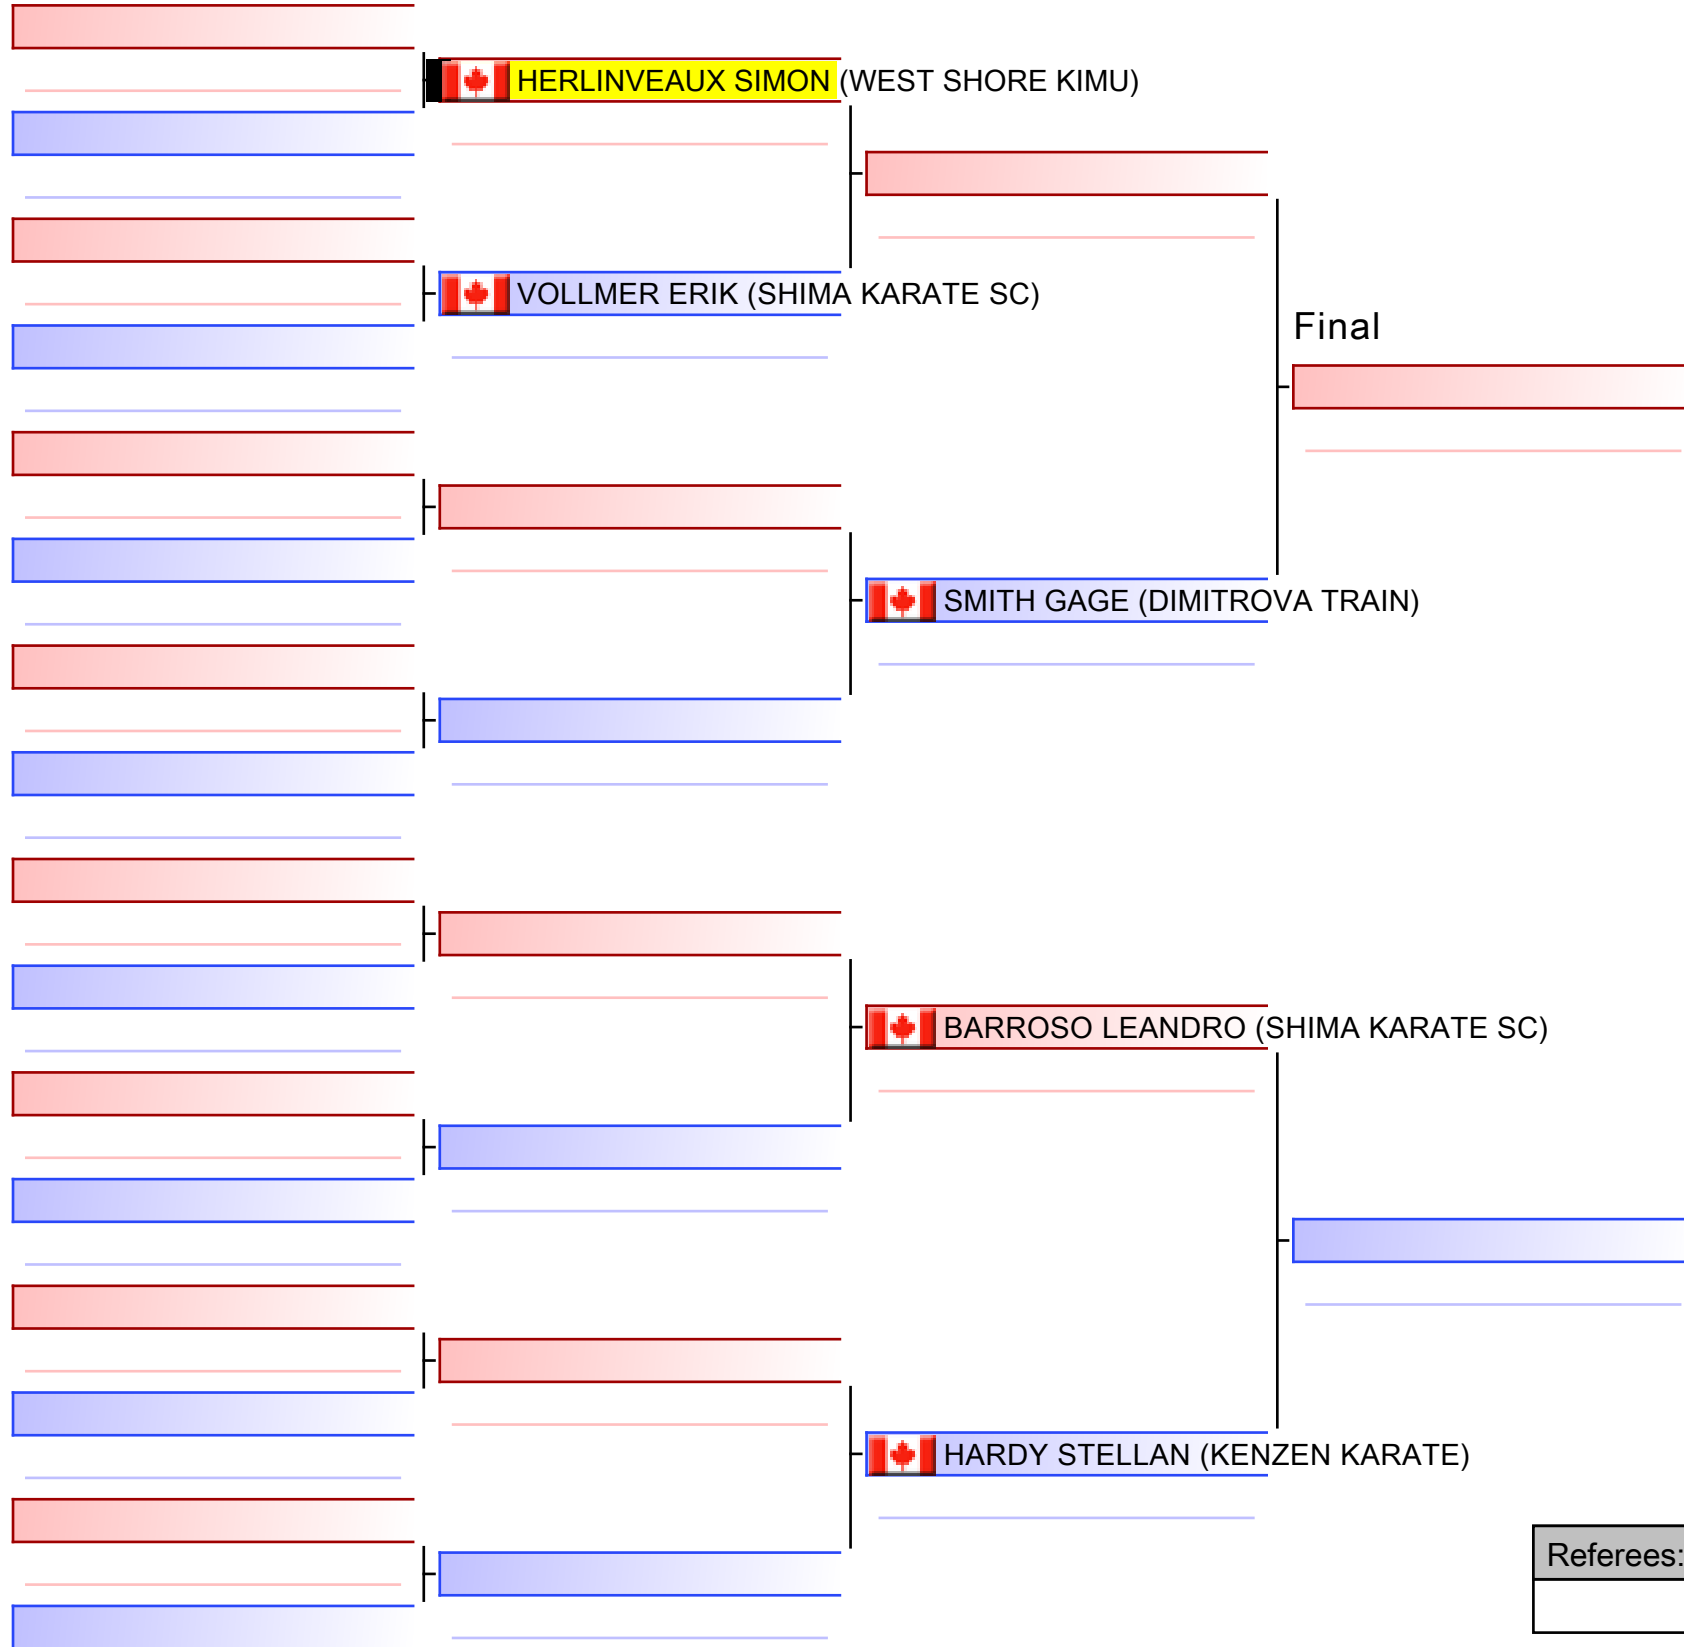 HERLINVEAUX SIMON (WEST SHORE KIMU)
VOLLMER ERIK (SHIMA KARATE SC)
Final
SMITH GAGE (DIMITROVA TRAIN)
BARROSO LEANDRO (SHIMA KARATE SC)
HARDY STELLAN (KENZEN KARATE)
Referees: